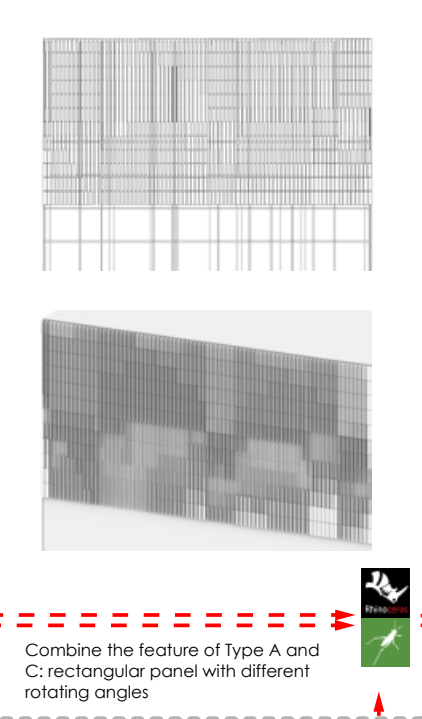 Rhinoceros
Combine the feature of Type A and
C: rectangular panel with different
rotating angles